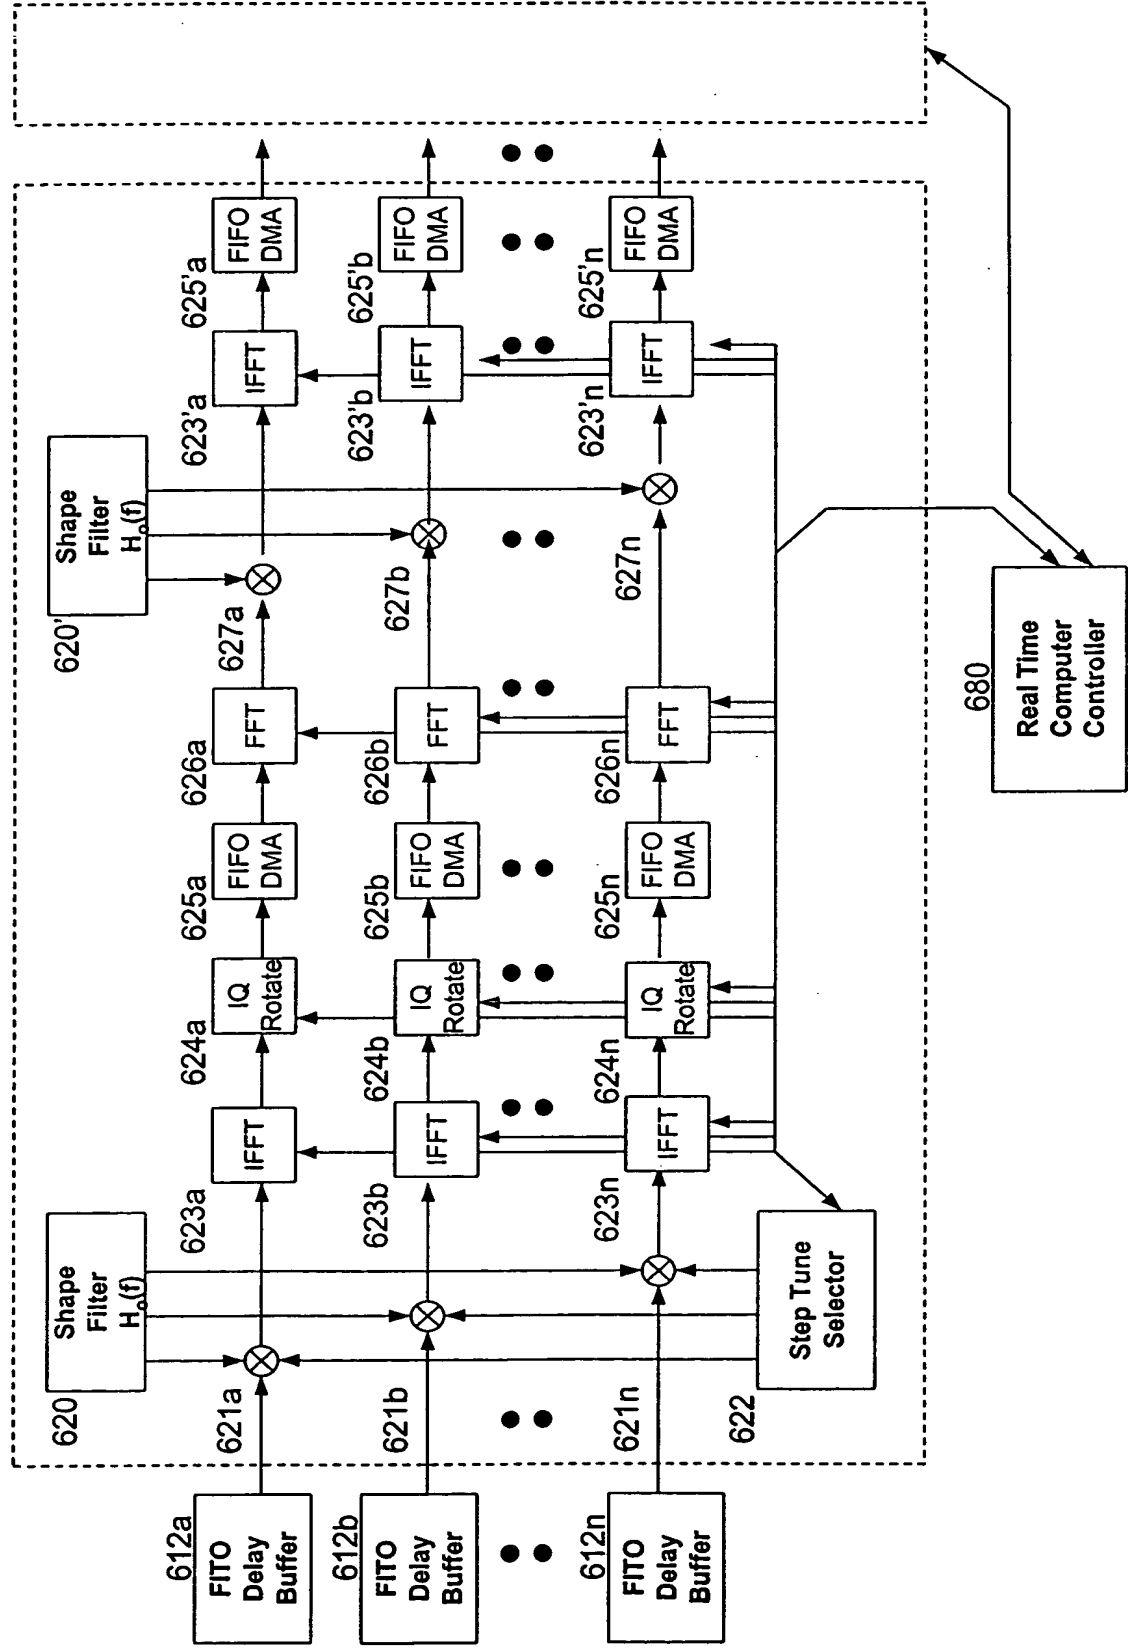 612a
FITO
Delay
Buffer
612b
FITO
Delay
Buffer
612n
FITO
Delay
Buffer
620
Shape
Filter
H₀(f)
621a
621b
621n
622
Step Tune
Selector
623a
IFFT
623b
IFFT
623n
IFFT
624a
IQ
Rotate
624b
IQ
Rotate
624n
IQ
Rotate
625a
FIFO
DMA
625b
FIFO
DMA
625n
FIFO
DMA
626a
FFT
626b
FFT
626n
FFT
620'
Shape
Filter
H₀(f)
627a
627b
627n
623'a
IFFT
623'b
IFFT
623'n
IFFT
625'a
FIFO
DMA
625'b
FIFO
DMA
625'n
FIFO
DMA
680
Real Time
Computer
Controller